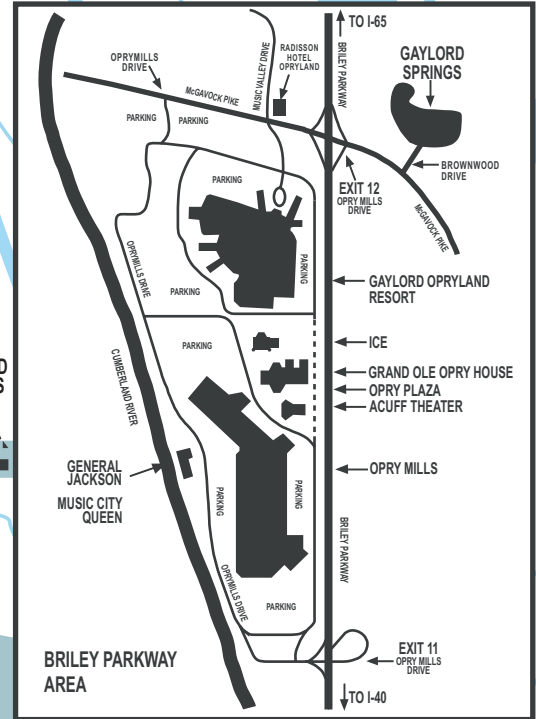 TO I-65
BRILEY PARKWAY
OPRYMILLS
DRIVE
MUSIC VALLEY DRIVE
RADISSON
HOTEL
OPRYLAND
GAYLORD
SPRINGS
McGAVOCK PIKE
PARKING
PARKING
BROWNWOOD
DRIVE
EXIT 12
OPRY MILLS
DRIVE
McGAVOCK PIKE
PARKING
PARKING
OPRYMILLS DRIVE
PARKING
GAYLORD OPRYLAND
RESORT
CUMBERLAND RIVER
PARKING
ICE
GRAND OLE OPRY HOUSE
OPRY PLAZA
ACUFF THEATER
GENERAL
JACKSON
MUSIC CITY
QUEEN
OPRY MILLS
PARKING
PARKING
BRILEY PARKWAY
OPRYMILLS DRIVE
PARKING
BRILEY PARKWAY
AREA
EXIT 11
OPRY MILLS
DRIVE
TO I-40